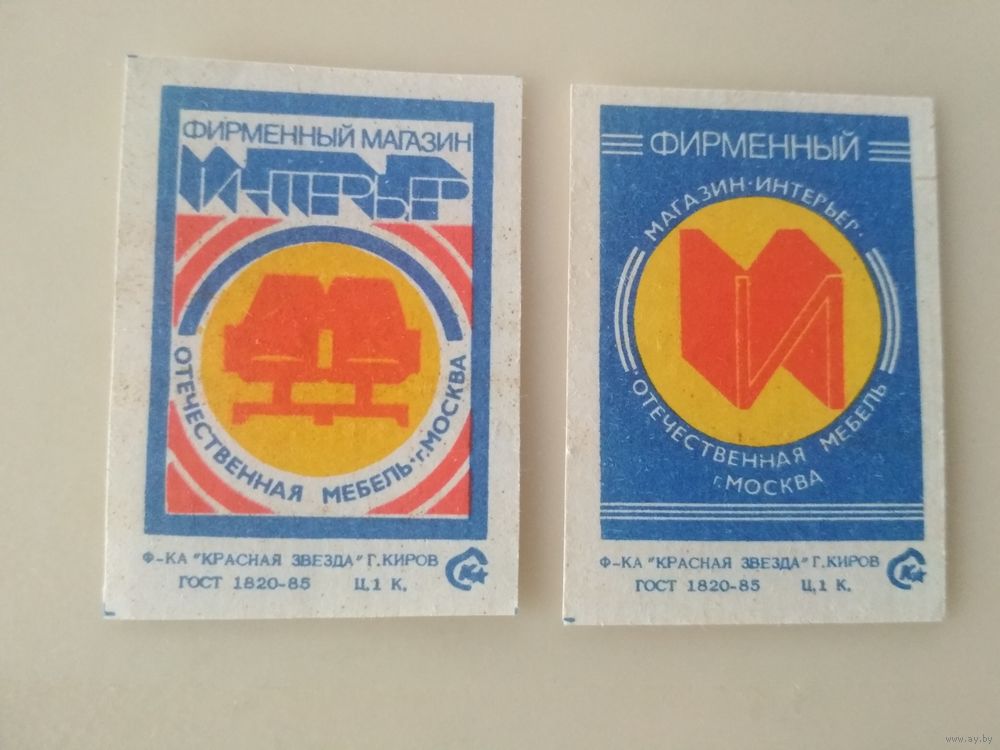 ФИРМЕННЫЙ МАГАЗИН
ИНТЕРЬЕР
ОТЕЧЕСТВЕННАЯ МЕБЕЛЬ·г.МОСКВА
Ф-КА "КРАСНАЯ ЗВЕЗДА" Г.КИРОВ
ГОСТ 1820-85 Ц.1 К.
К
ФИРМЕННЫЙ
МАГАЗИН·ИНТЕРЬЕР·
И
·ОТЕЧЕСТВЕННАЯ МЕБЕЛЬ·
г.МОСКВА
Ф-КА "КРАСНАЯ ЗВЕЗДА" Г.КИРОВ
ГОСТ 1820-85 Ц.1 К.
К
www.ay.by